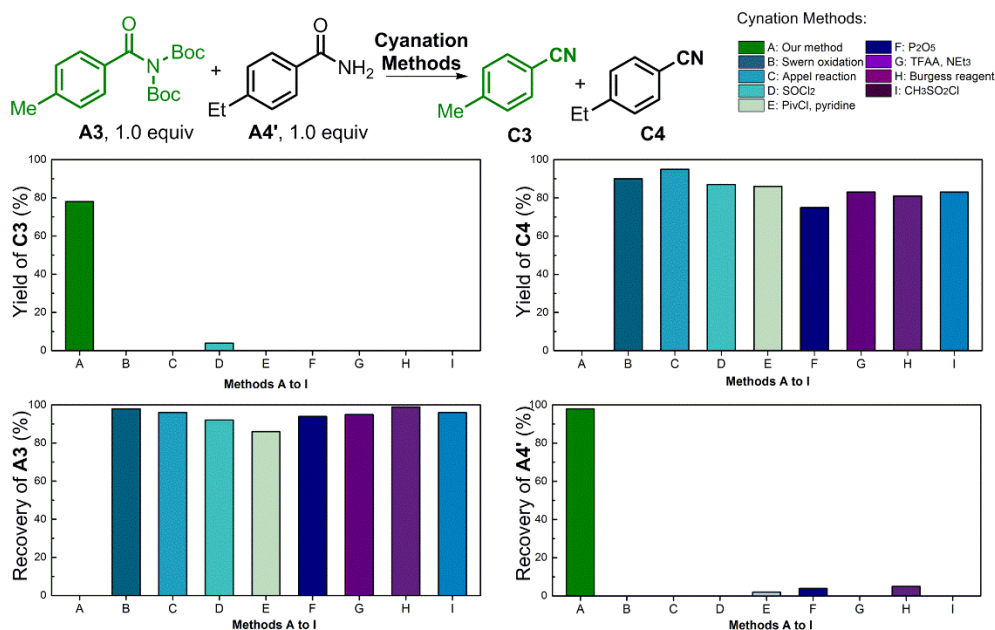 Cynation Methods:
A: Our method
B: Swern oxidation
C: Appel reaction
D: SOCl2
E: PivCl, pyridine
F: P2O5
G: TFAA, NEt3
H: Burgess reagent
I: CH3SO2Cl
O
N
Boc
Boc
Me
A3, 1.0 equiv
+
O
NH2
Et
A4', 1.0 equiv
Cyanation
Methods
CN
Me
C3
+
CN
Et
C4
Yield of C3 (%)
100
80
60
40
20
0
A B C D E F G H I
Methods A to I
Yield of C4 (%)
100
80
60
40
20
0
A B C D E F G H I
Methods A to I
Recovery of A3 (%)
100
80
60
40
20
0
A B C D E F G H I
Methods A to I
Recovery of A4' (%)
100
80
60
40
20
0
A B C D E F G H I
Methods A to I